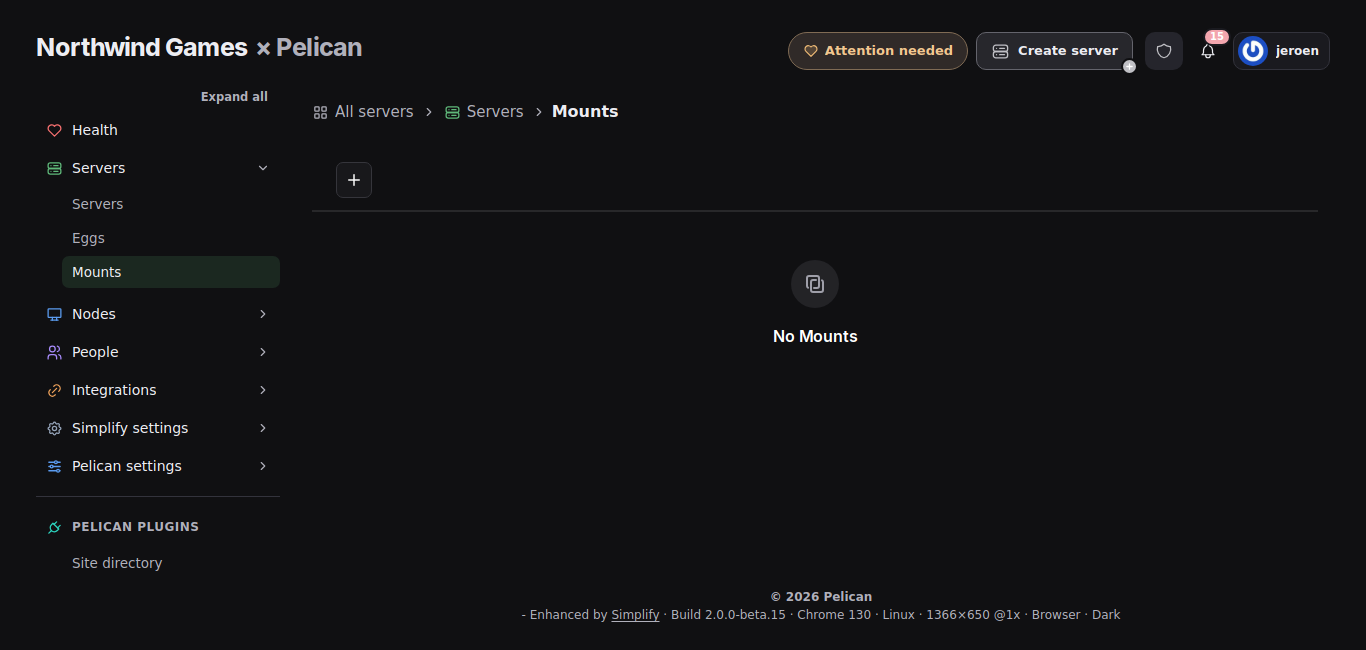 Northwind Games × Pelican
Attention needed
Create server
15
jeroen
Expand all
Health
Servers
Servers
Eggs
Mounts
Nodes
People
Integrations
Simplify settings
Pelican settings
PELICAN PLUGINS
Site directory
All servers > Servers > Mounts
No Mounts
© 2026 Pelican
- Enhanced by Simplify · Build 2.0.0-beta.15 · Chrome 130 · Linux · 1366×650 @1x · Browser · Dark